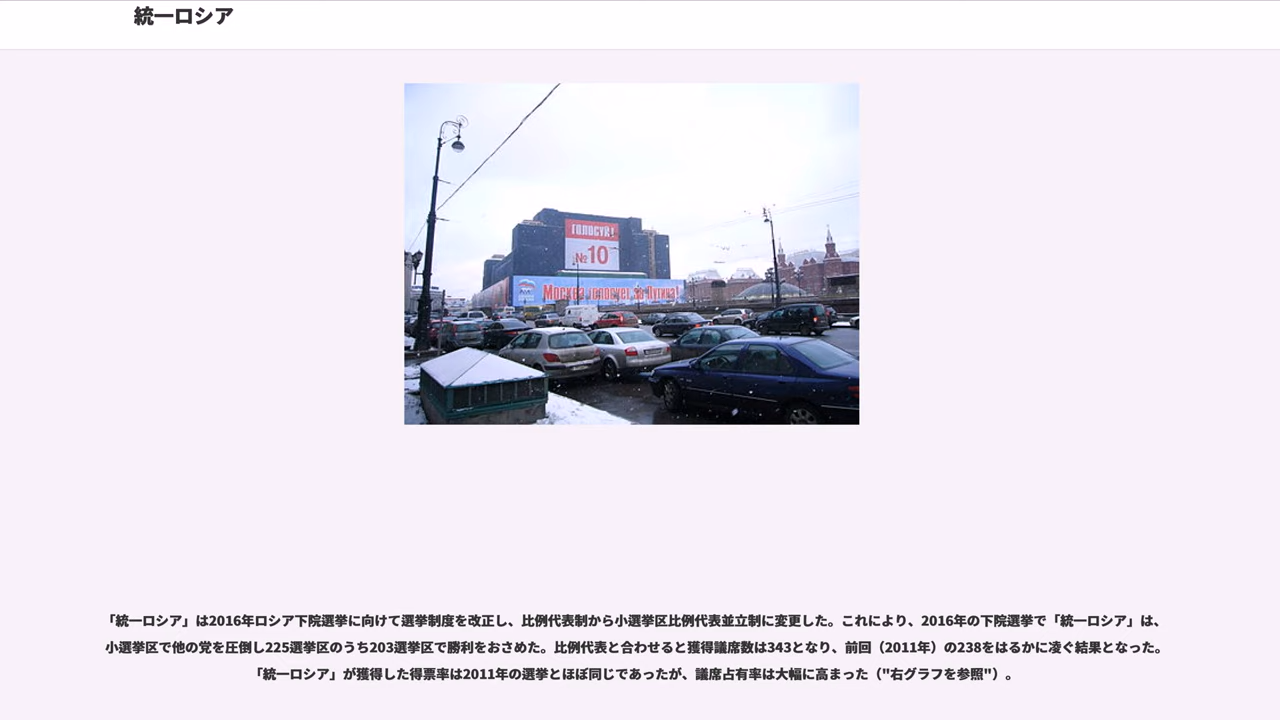 統一ロシア
ГОЛОСУЙ!
№10
Москва голосует за Путина!
「統一ロシア」は2016年ロシア下院選挙に向けて選挙制度を改正し、比例代表制から小選挙区比例代表並立制に変更した。これにより、2016年の下院選挙で「統一ロシア」は、
小選挙区で他の党を圧倒し225選挙区のうち203選挙区で勝利をおさめた。比例代表と合わせると獲得議席数は343となり、前回（2011年）の238をはるかに凌ぐ結果となった。
「統一ロシア」が獲得した得票率は2011年の選挙とほぼ同じであったが、議席占有率は大幅に高まった（"右グラフを参照"）。